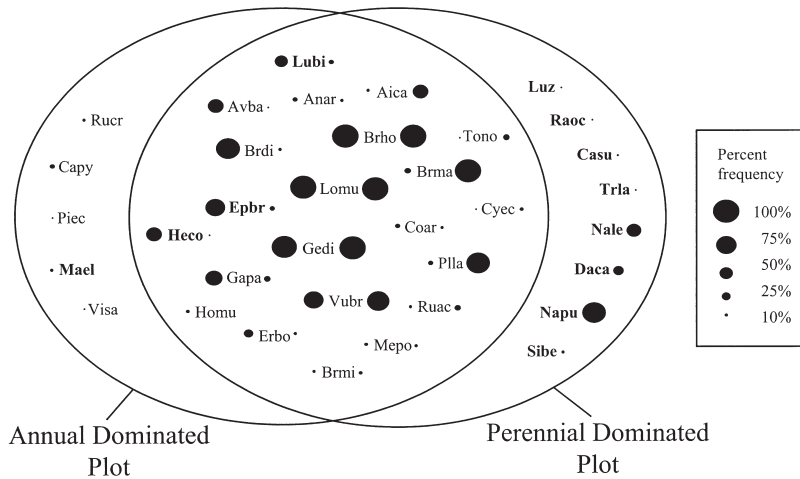 Lubi
Luz
Aica
Anar
Avba
Rucr
Raoc
Brho
Tono
Brdi
Casu
Percent
frequency
Capy
Brma
Lomu
Trla
100%
Epbr
Cyec
Piec
Coar
Nale
75%
Heco
Gedi
Plla
Mael
Daca
50%
Gapa
25%
Vubr
Ruac
Visa
Homu
Napu
10%
Erbo
Mepo
Sibe
Brmi
Annual Dominated
Plot
Perennial Dominated
Plot